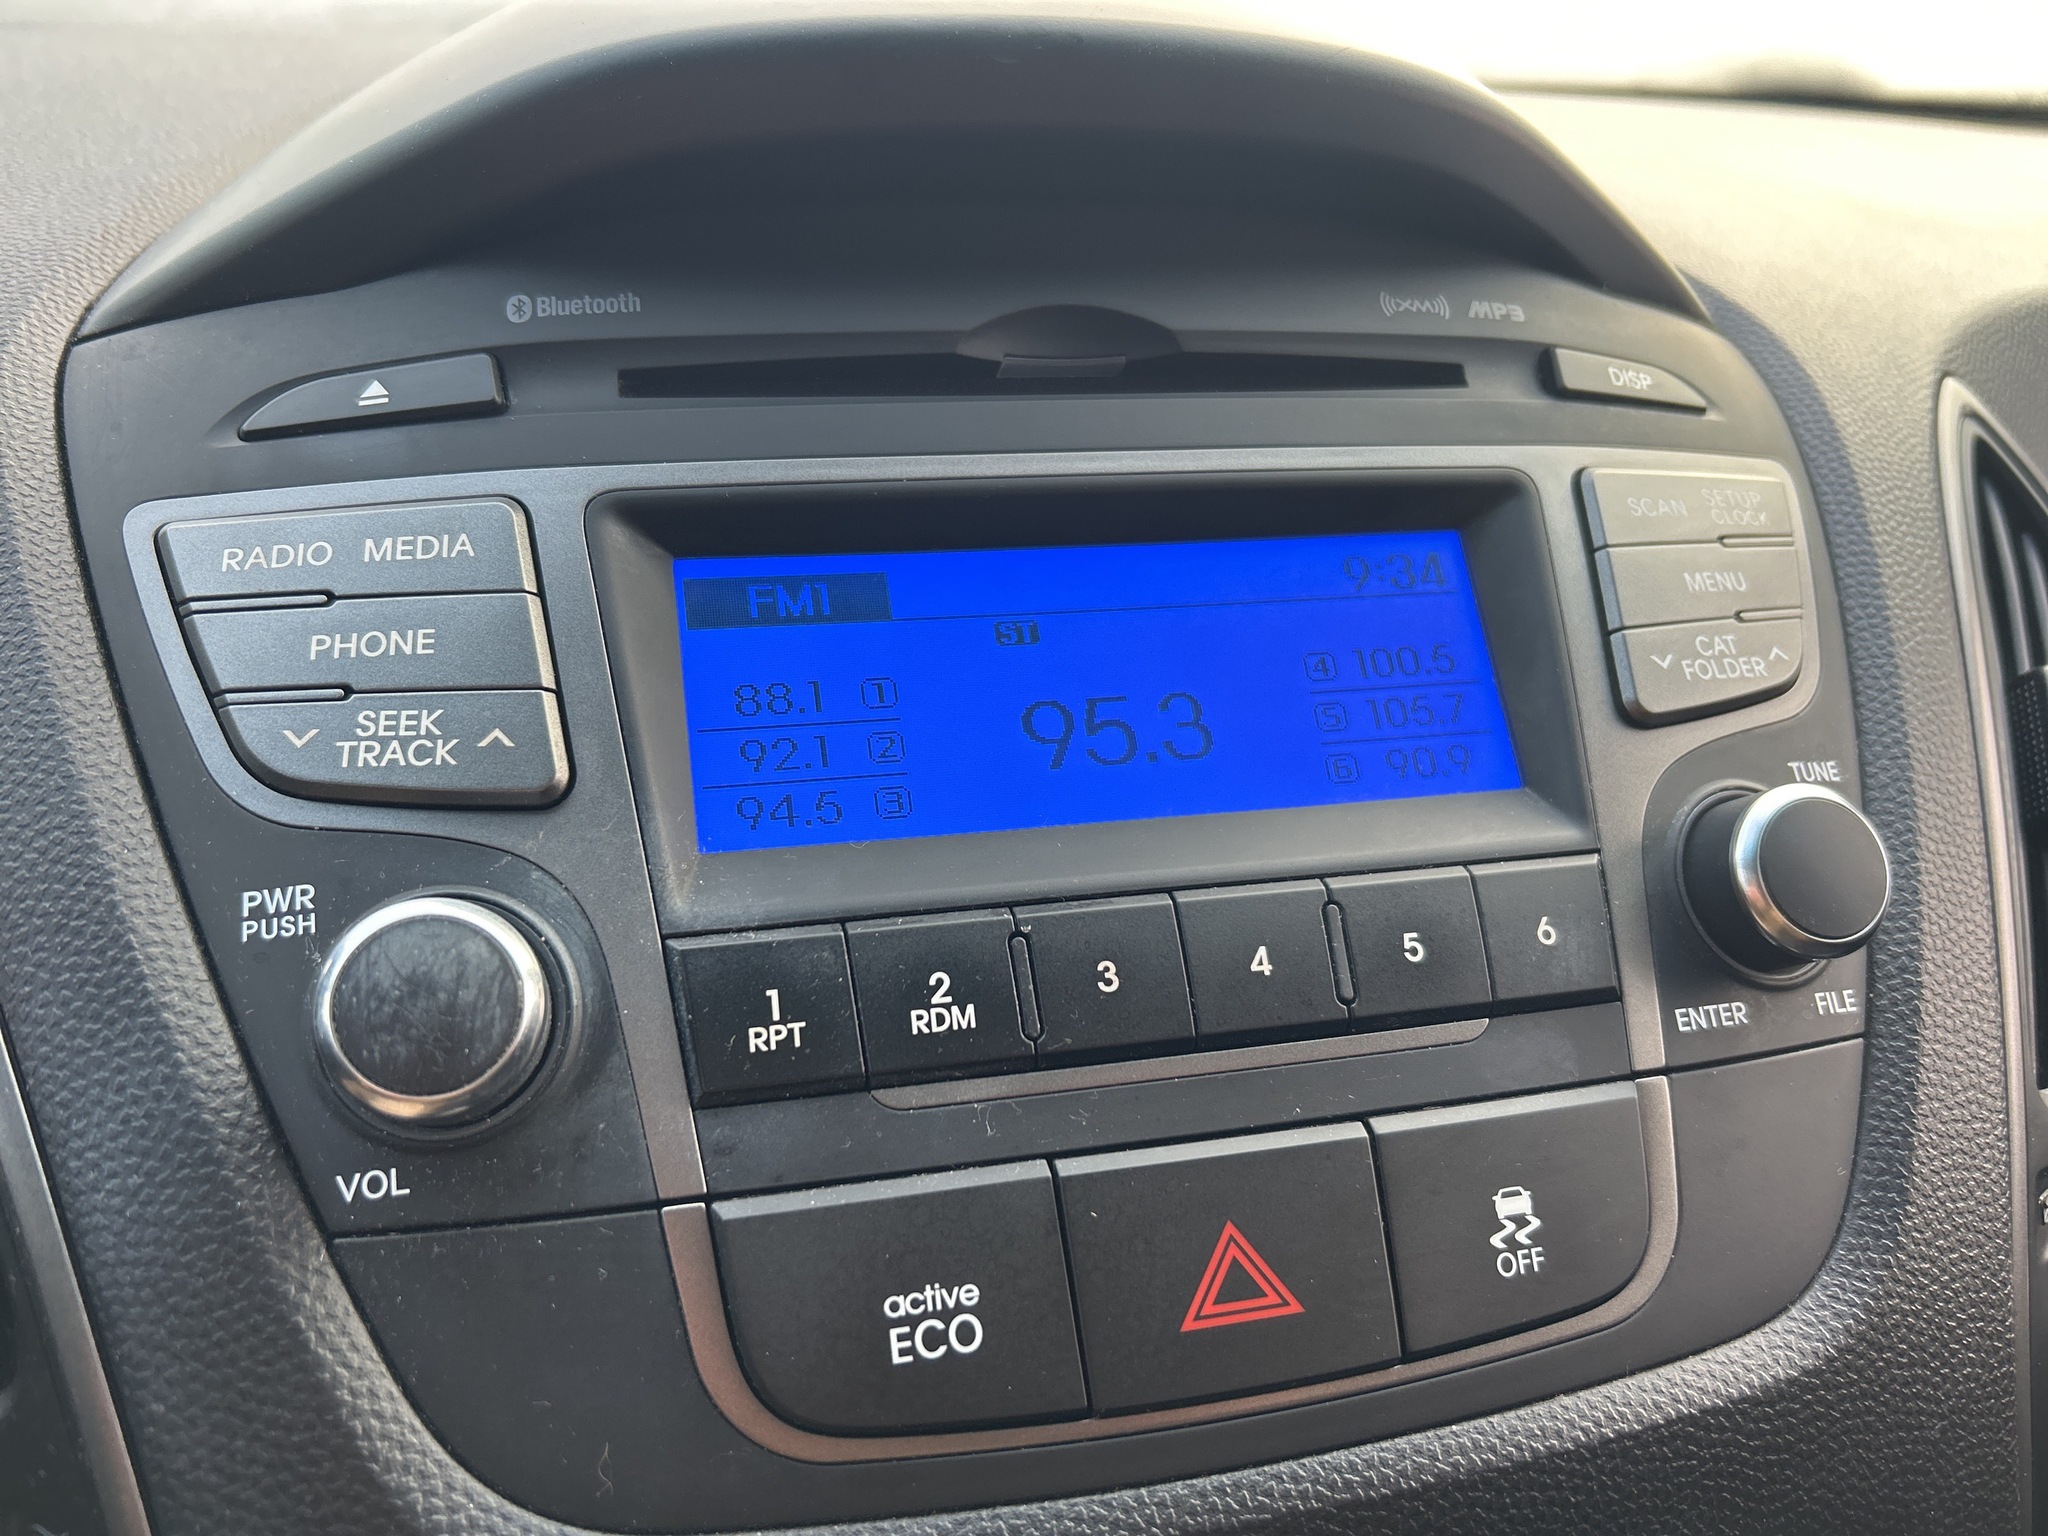 Bluetooth
((XM)) MP3
DISP
RADIO MEDIA
PHONE
SEEK
TRACK
PWR
PUSH
VOL
FM1
9:34
ST
88.1 1
92.1 2
94.5 3
95.3
4 100.5
5 105.7
6 90.9
SCAN SETUP
CLOCK
MENU
CAT
FOLDER
TUNE
ENTER
FILE
1
RPT
2
RDM
3
4
5
6
active
ECO
OFF